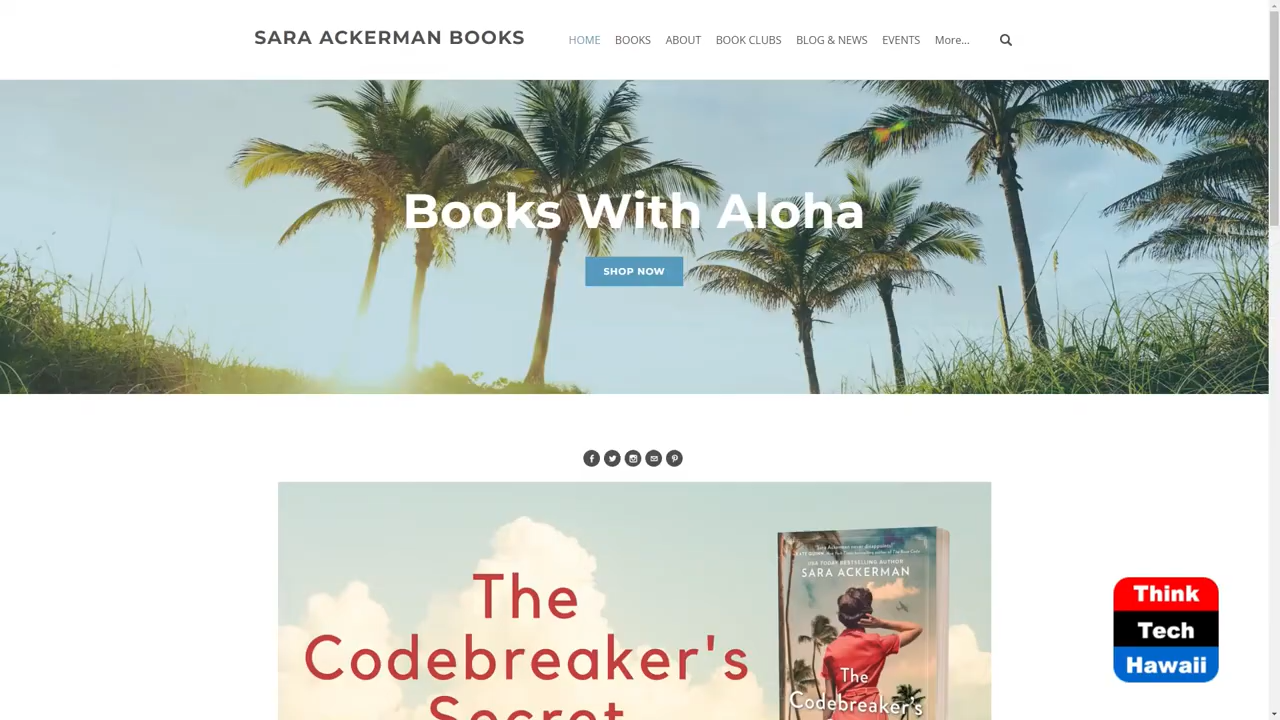 SARA ACKERMAN BOOKS
HOME BOOKS ABOUT BOOK CLUBS BLOG & NEWS EVENTS More...
Books With Aloha
SHOP NOW
The
Codebreaker's
Secret
USA TODAY BESTSELLING AUTHOR
SARA ACKERMAN
The
Codebreaker's
Think
Tech
Hawaii